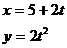 x = 5 + 2t
y = 2t²